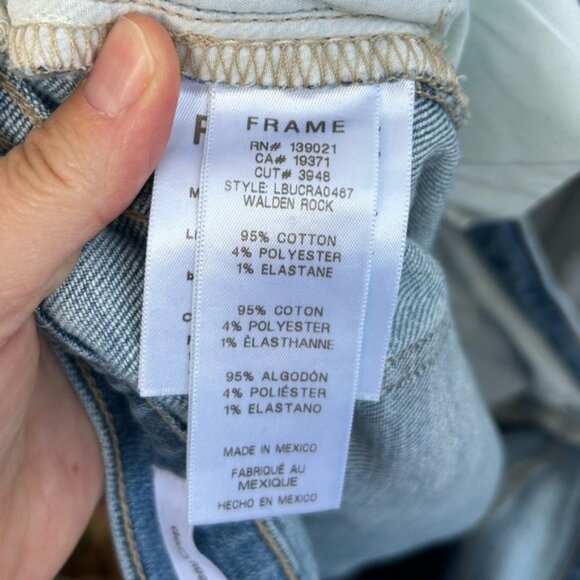 FRAME
RN# 139021
CA# 19371
CUT# 3948
STYLE: LBUCRA0467
WALDEN ROCK
95% COTTON
4% POLYESTER
1% ELASTANE
95% COTON
4% POLYESTER
1% ÉLASTHANNE
95% ALGODÓN
4% POLIÉSTER
1% ELASTANO
MADE IN MEXICO
FABRIQUÉ AU
MEXIQUE
HECHO EN MEXICO